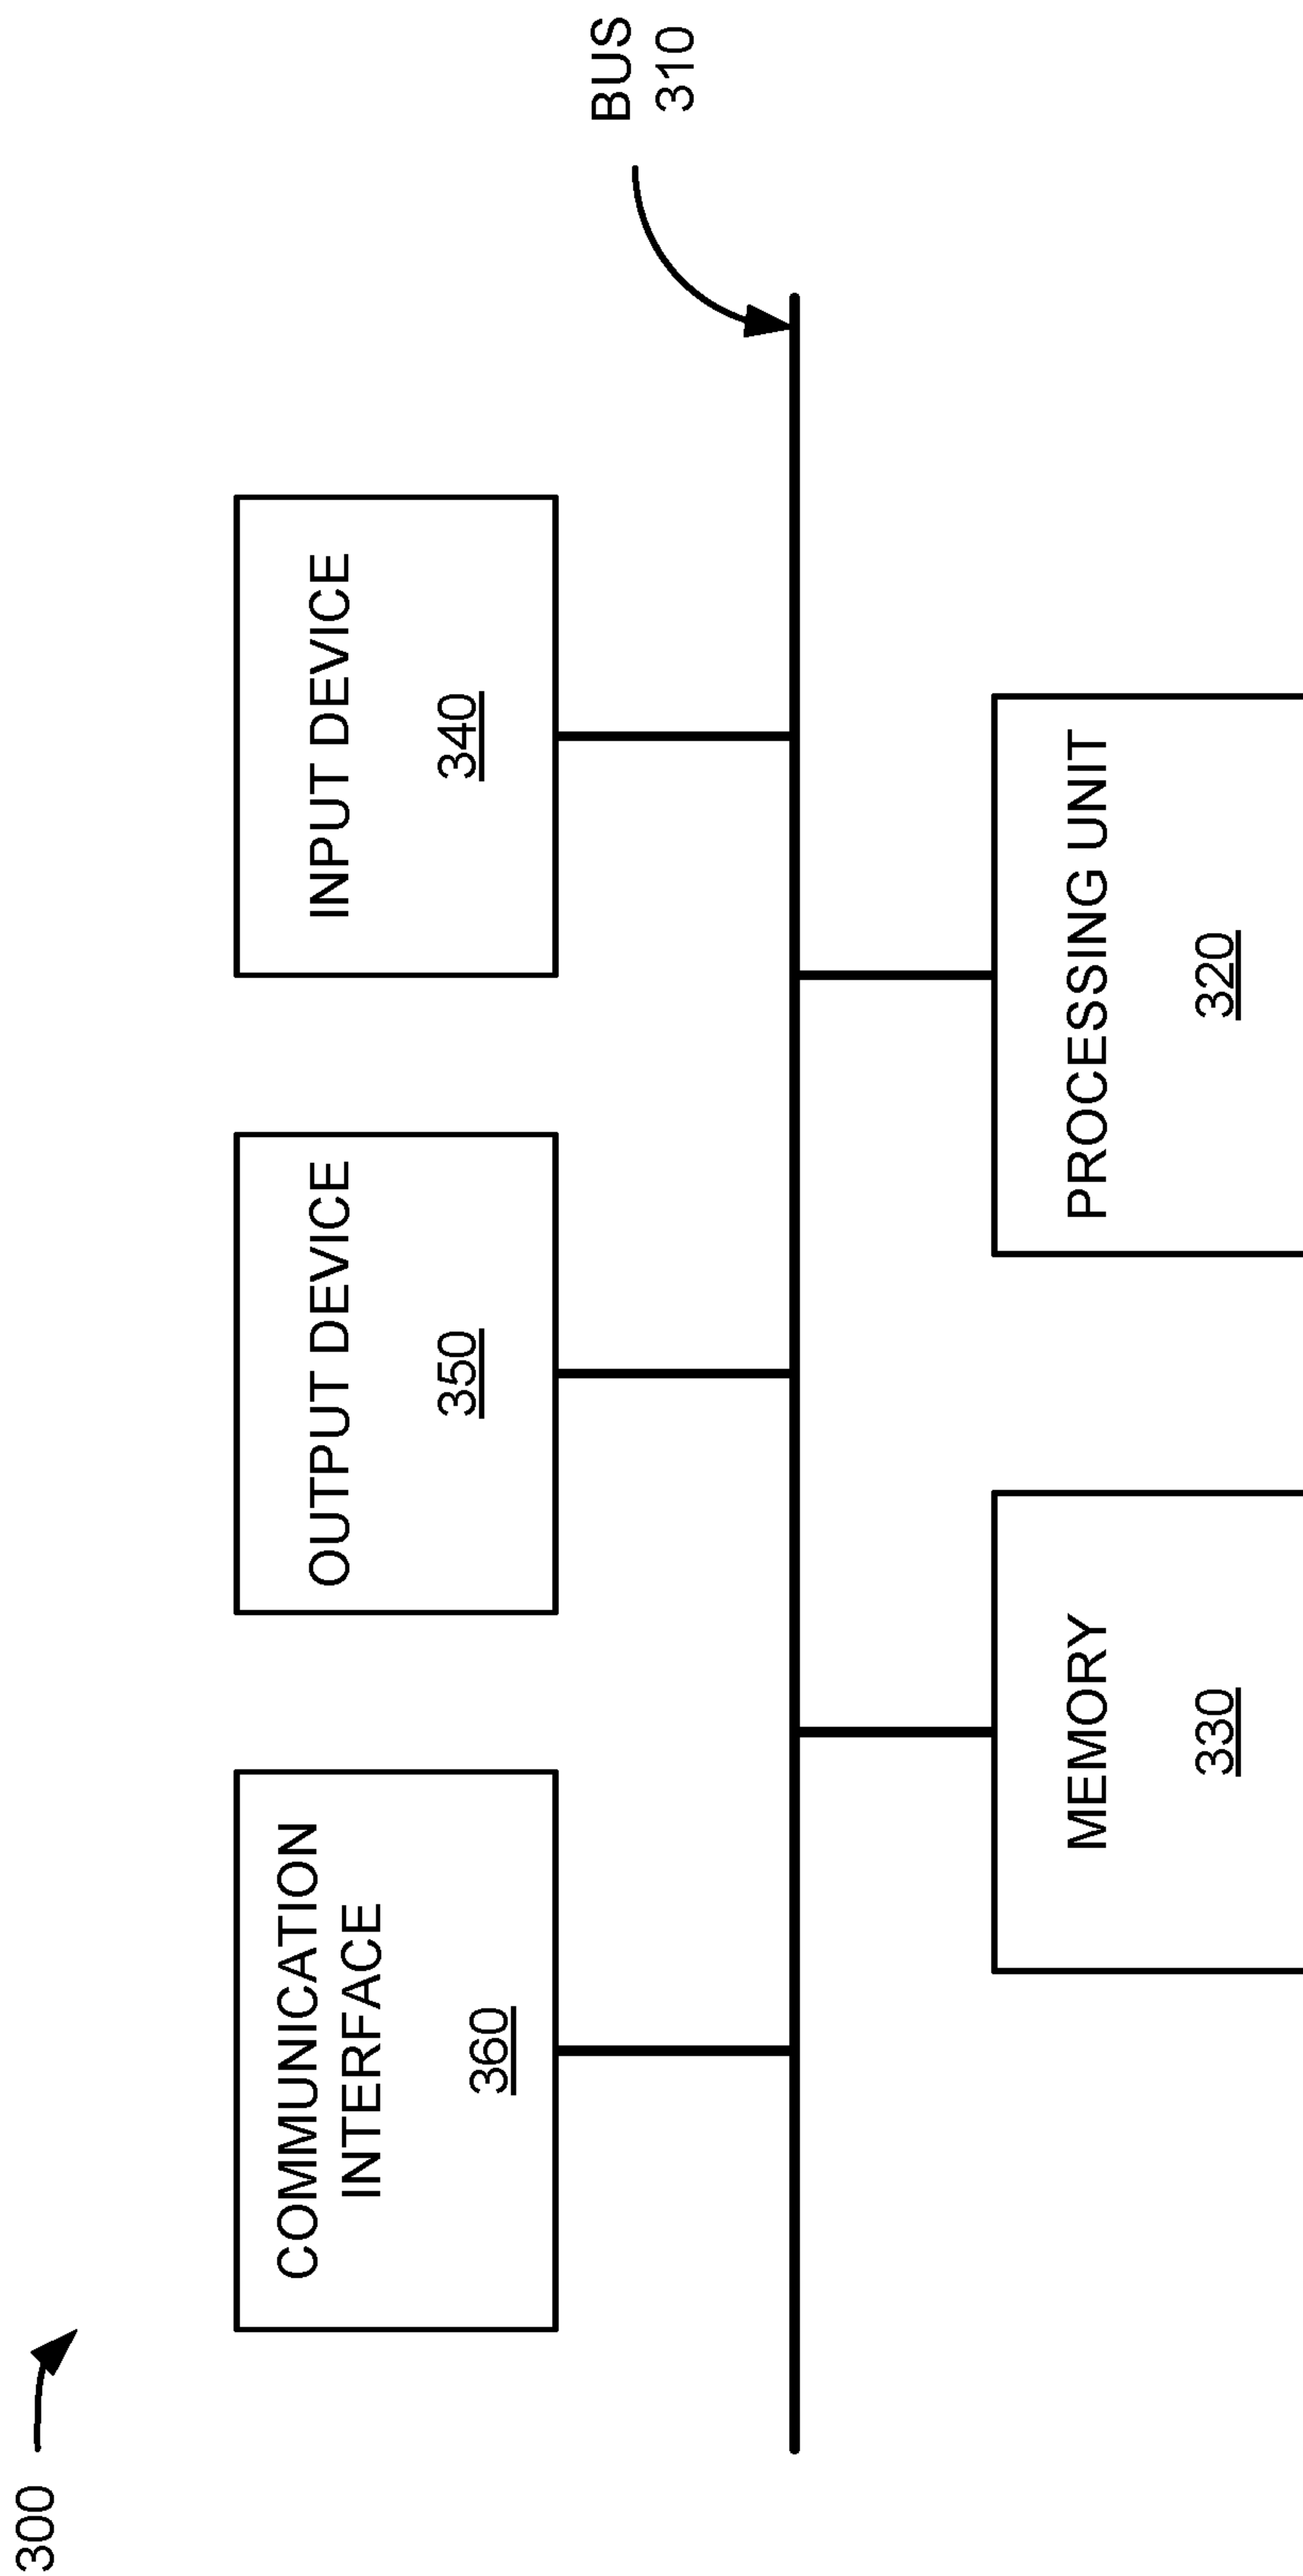 300
COMMUNICATION
INTERFACE
360
OUTPUT DEVICE
350
INPUT DEVICE
340
BUS
310
MEMORY
330
PROCESSING UNIT
320